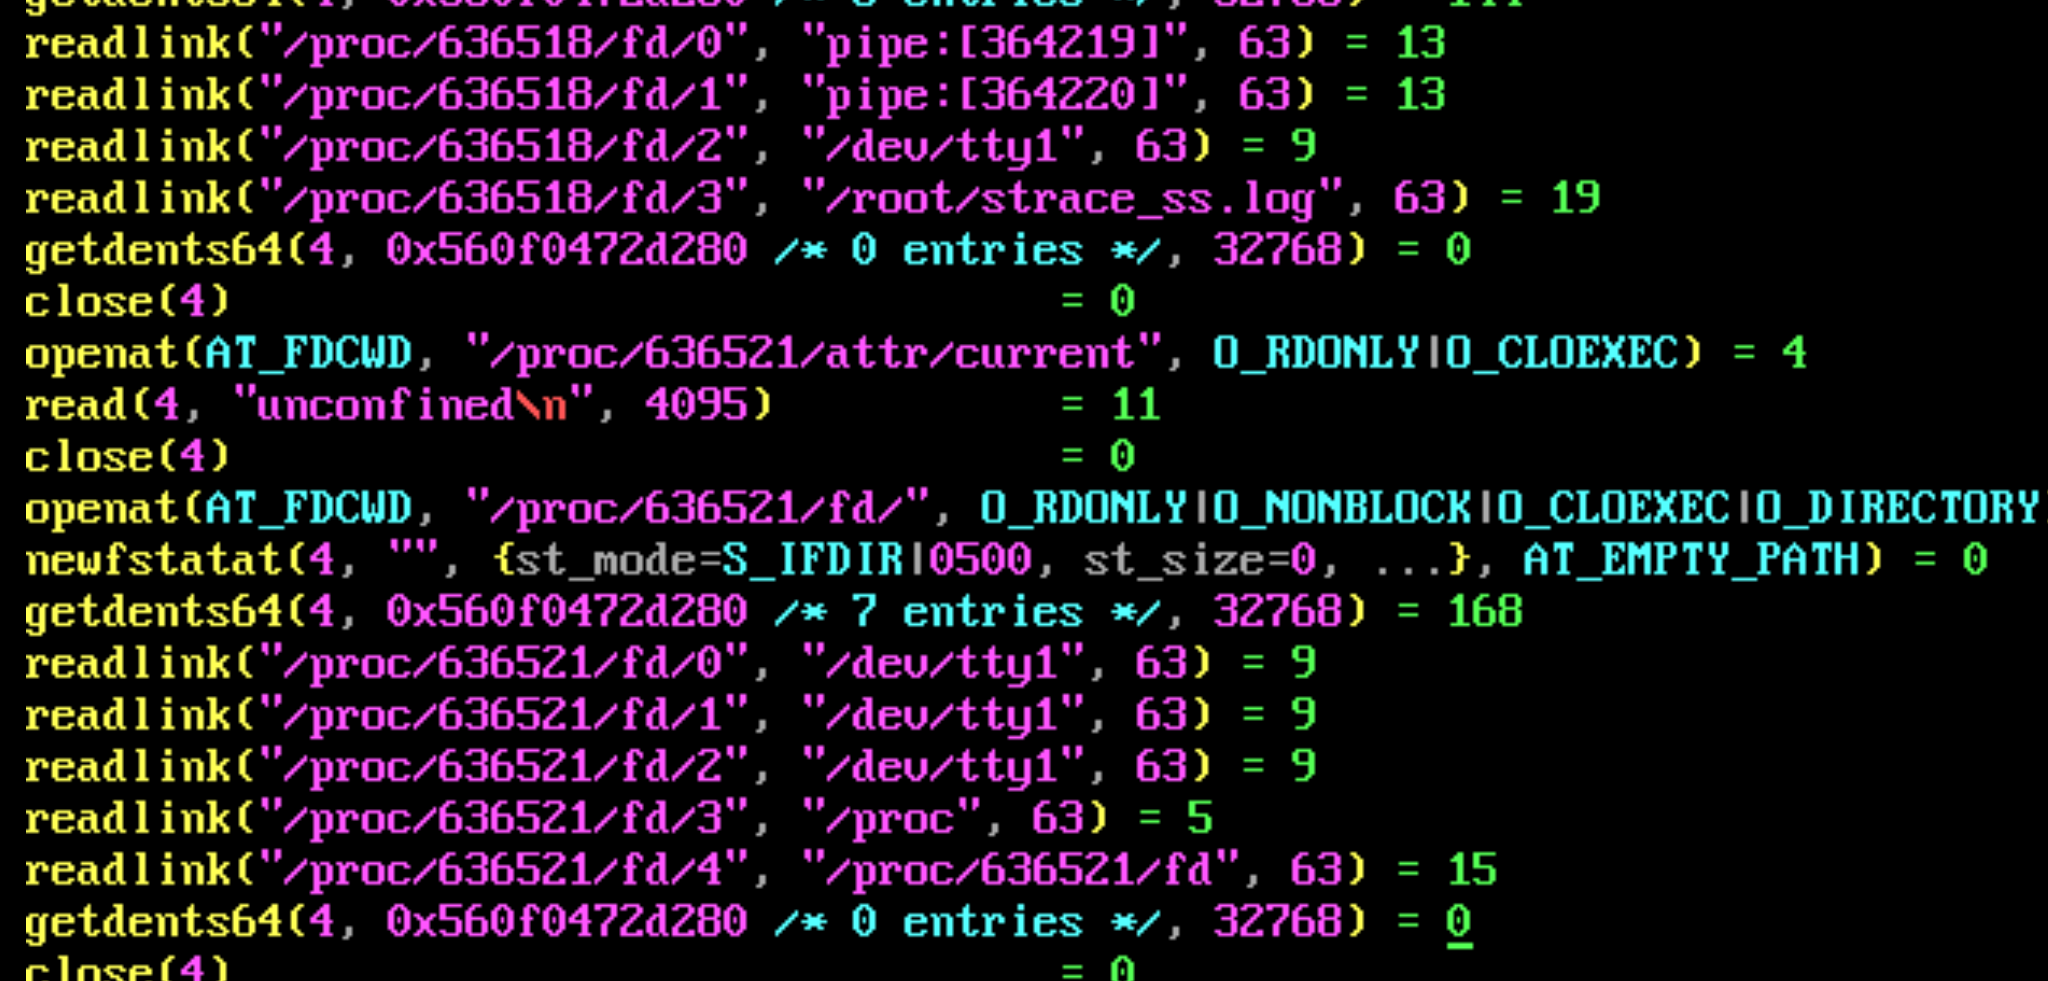 getdents64(4, 0x560f0472d280 /* 6 entries */, 32768) = 144
readlink("/proc/636518/fd/0", "pipe:[364219]", 63) = 13
readlink("/proc/636518/fd/1", "pipe:[364220]", 63) = 13
readlink("/proc/636518/fd/2", "/dev/tty1", 63) = 9
readlink("/proc/636518/fd/3", "/root/strace_ss.log", 63) = 19
getdents64(4, 0x560f0472d280 /* 0 entries */, 32768) = 0
close(4) = 0
openat(AT_FDCWD, "/proc/636521/attr/current", O_RDONLY|O_CLOEXEC) = 4
read(4, "unconfined\n", 4095) = 11
close(4) = 0
openat(AT_FDCWD, "/proc/636521/fd/", O_RDONLY|O_NONBLOCK|O_CLOEXEC|O_DIRECTORY
newfstatat(4, "", {st_mode=S_IFDIR|0500, st_size=0, ...}, AT_EMPTY_PATH) = 0
getdents64(4, 0x560f0472d280 /* 7 entries */, 32768) = 168
readlink("/proc/636521/fd/0", "/dev/tty1", 63) = 9
readlink("/proc/636521/fd/1", "/dev/tty1", 63) = 9
readlink("/proc/636521/fd/2", "/dev/tty1", 63) = 9
readlink("/proc/636521/fd/3", "/proc", 63) = 5
readlink("/proc/636521/fd/4", "/proc/636521/fd", 63) = 15
getdents64(4, 0x560f0472d280 /* 0 entries */, 32768) = 0
close(4) = 0